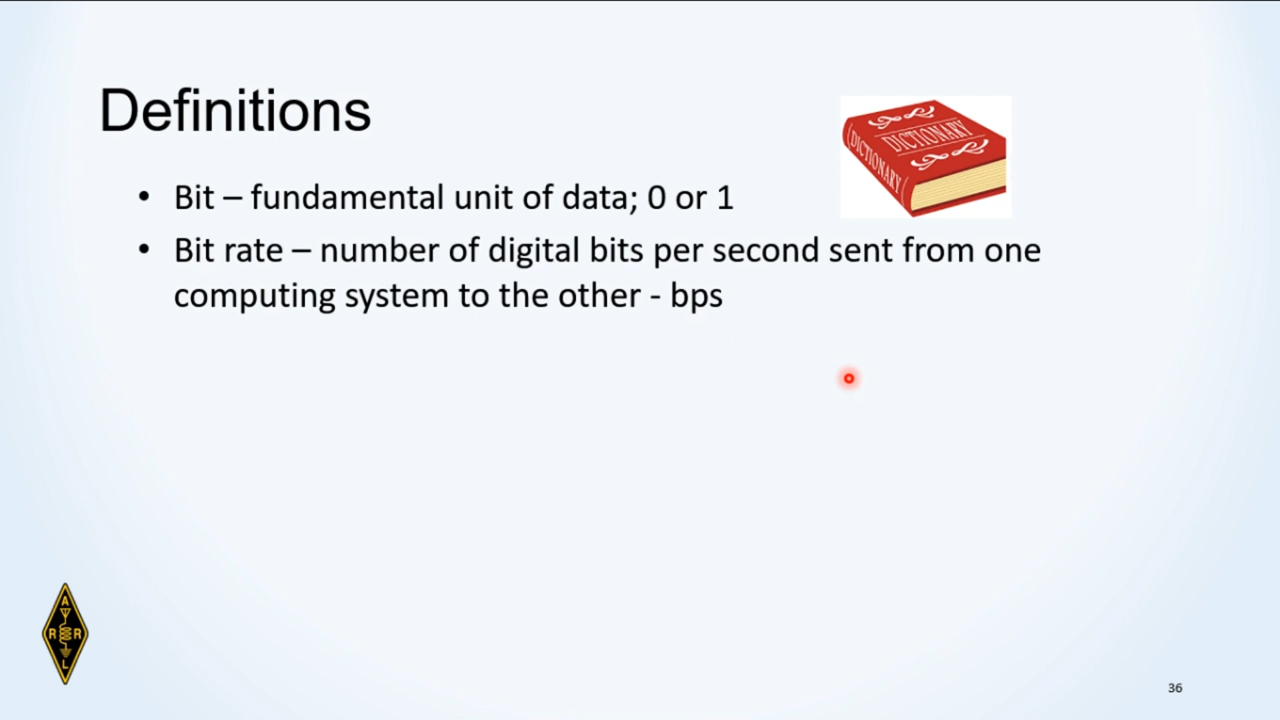 Definitions
DICTIONARY
DICTIONARY
• Bit – fundamental unit of data; 0 or 1
• Bit rate – number of digital bits per second sent from one
computing system to the other - bps
A
R R
L
36